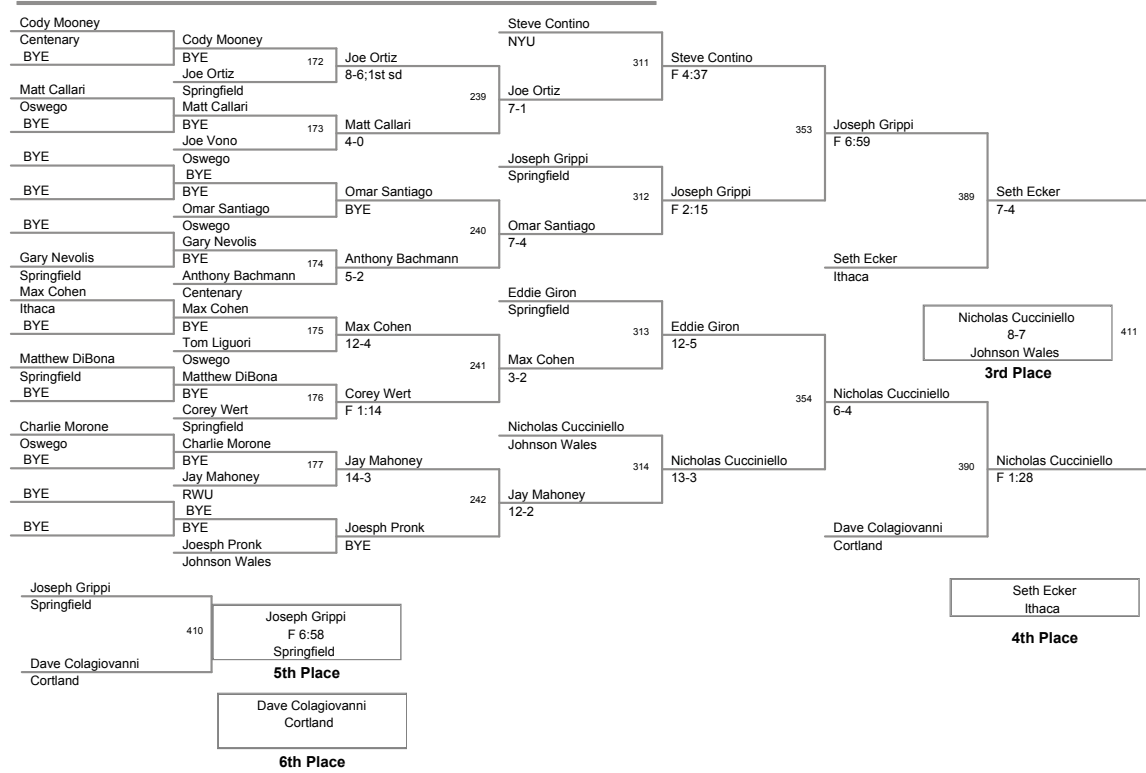 Cody Mooney
Centenary
BYE
Matt Callari
Oswego
BYE
BYE
BYE
BYE
Gary Nevolis
Springfield
Max Cohen
Ithaca
BYE
Matthew DiBona
Springfield
BYE
Charlie Morone
Oswego
BYE
BYE
BYE
Cody Mooney
BYE
172
Joe Ortiz
Springfield
Matt Callari
BYE
173
Joe Vono
Oswego
BYE
BYE
Omar Santiago
Oswego
Gary Nevolis
BYE
174
Anthony Bachmann
Centenary
Max Cohen
BYE
175
Tom Liguori
Oswego
Matthew DiBona
BYE
176
Corey Wert
Springfield
Charlie Morone
BYE
177
Jay Mahoney
RWU
BYE
BYE
Joesph Pronk
Johnson Wales
Joe Ortiz
8-6;1st sd
239
Matt Callari
4-0
Omar Santiago
BYE
240
Anthony Bachmann
5-2
Max Cohen
12-4
241
Corey Wert
F 1:14
Jay Mahoney
14-3
242
Joesph Pronk
BYE
Steve Contino
NYU
311
Joe Ortiz
7-1
Joseph Grippi
Springfield
312
Omar Santiago
7-4
Eddie Giron
Springfield
313
Max Cohen
3-2
Nicholas Cucciniello
Johnson Wales
314
Jay Mahoney
12-2
Steve Contino
F 4:37
353
Joseph Grippi
F 2:15
Eddie Giron
12-5
354
Nicholas Cucciniello
13-3
Joseph Grippi
F 6:59
389
Seth Ecker
Ithaca
Nicholas Cucciniello
6-4
390
Dave Colagiovanni
Cortland
Seth Ecker
7-4
Nicholas Cucciniello
8-7
Johnson Wales
411
3rd Place
Nicholas Cucciniello
F 1:28
Seth Ecker
Ithaca
4th Place
Joseph Grippi
Springfield
410
Dave Colagiovanni
Cortland
Joseph Grippi
F 6:58
Springfield
5th Place
Dave Colagiovanni
Cortland
6th Place